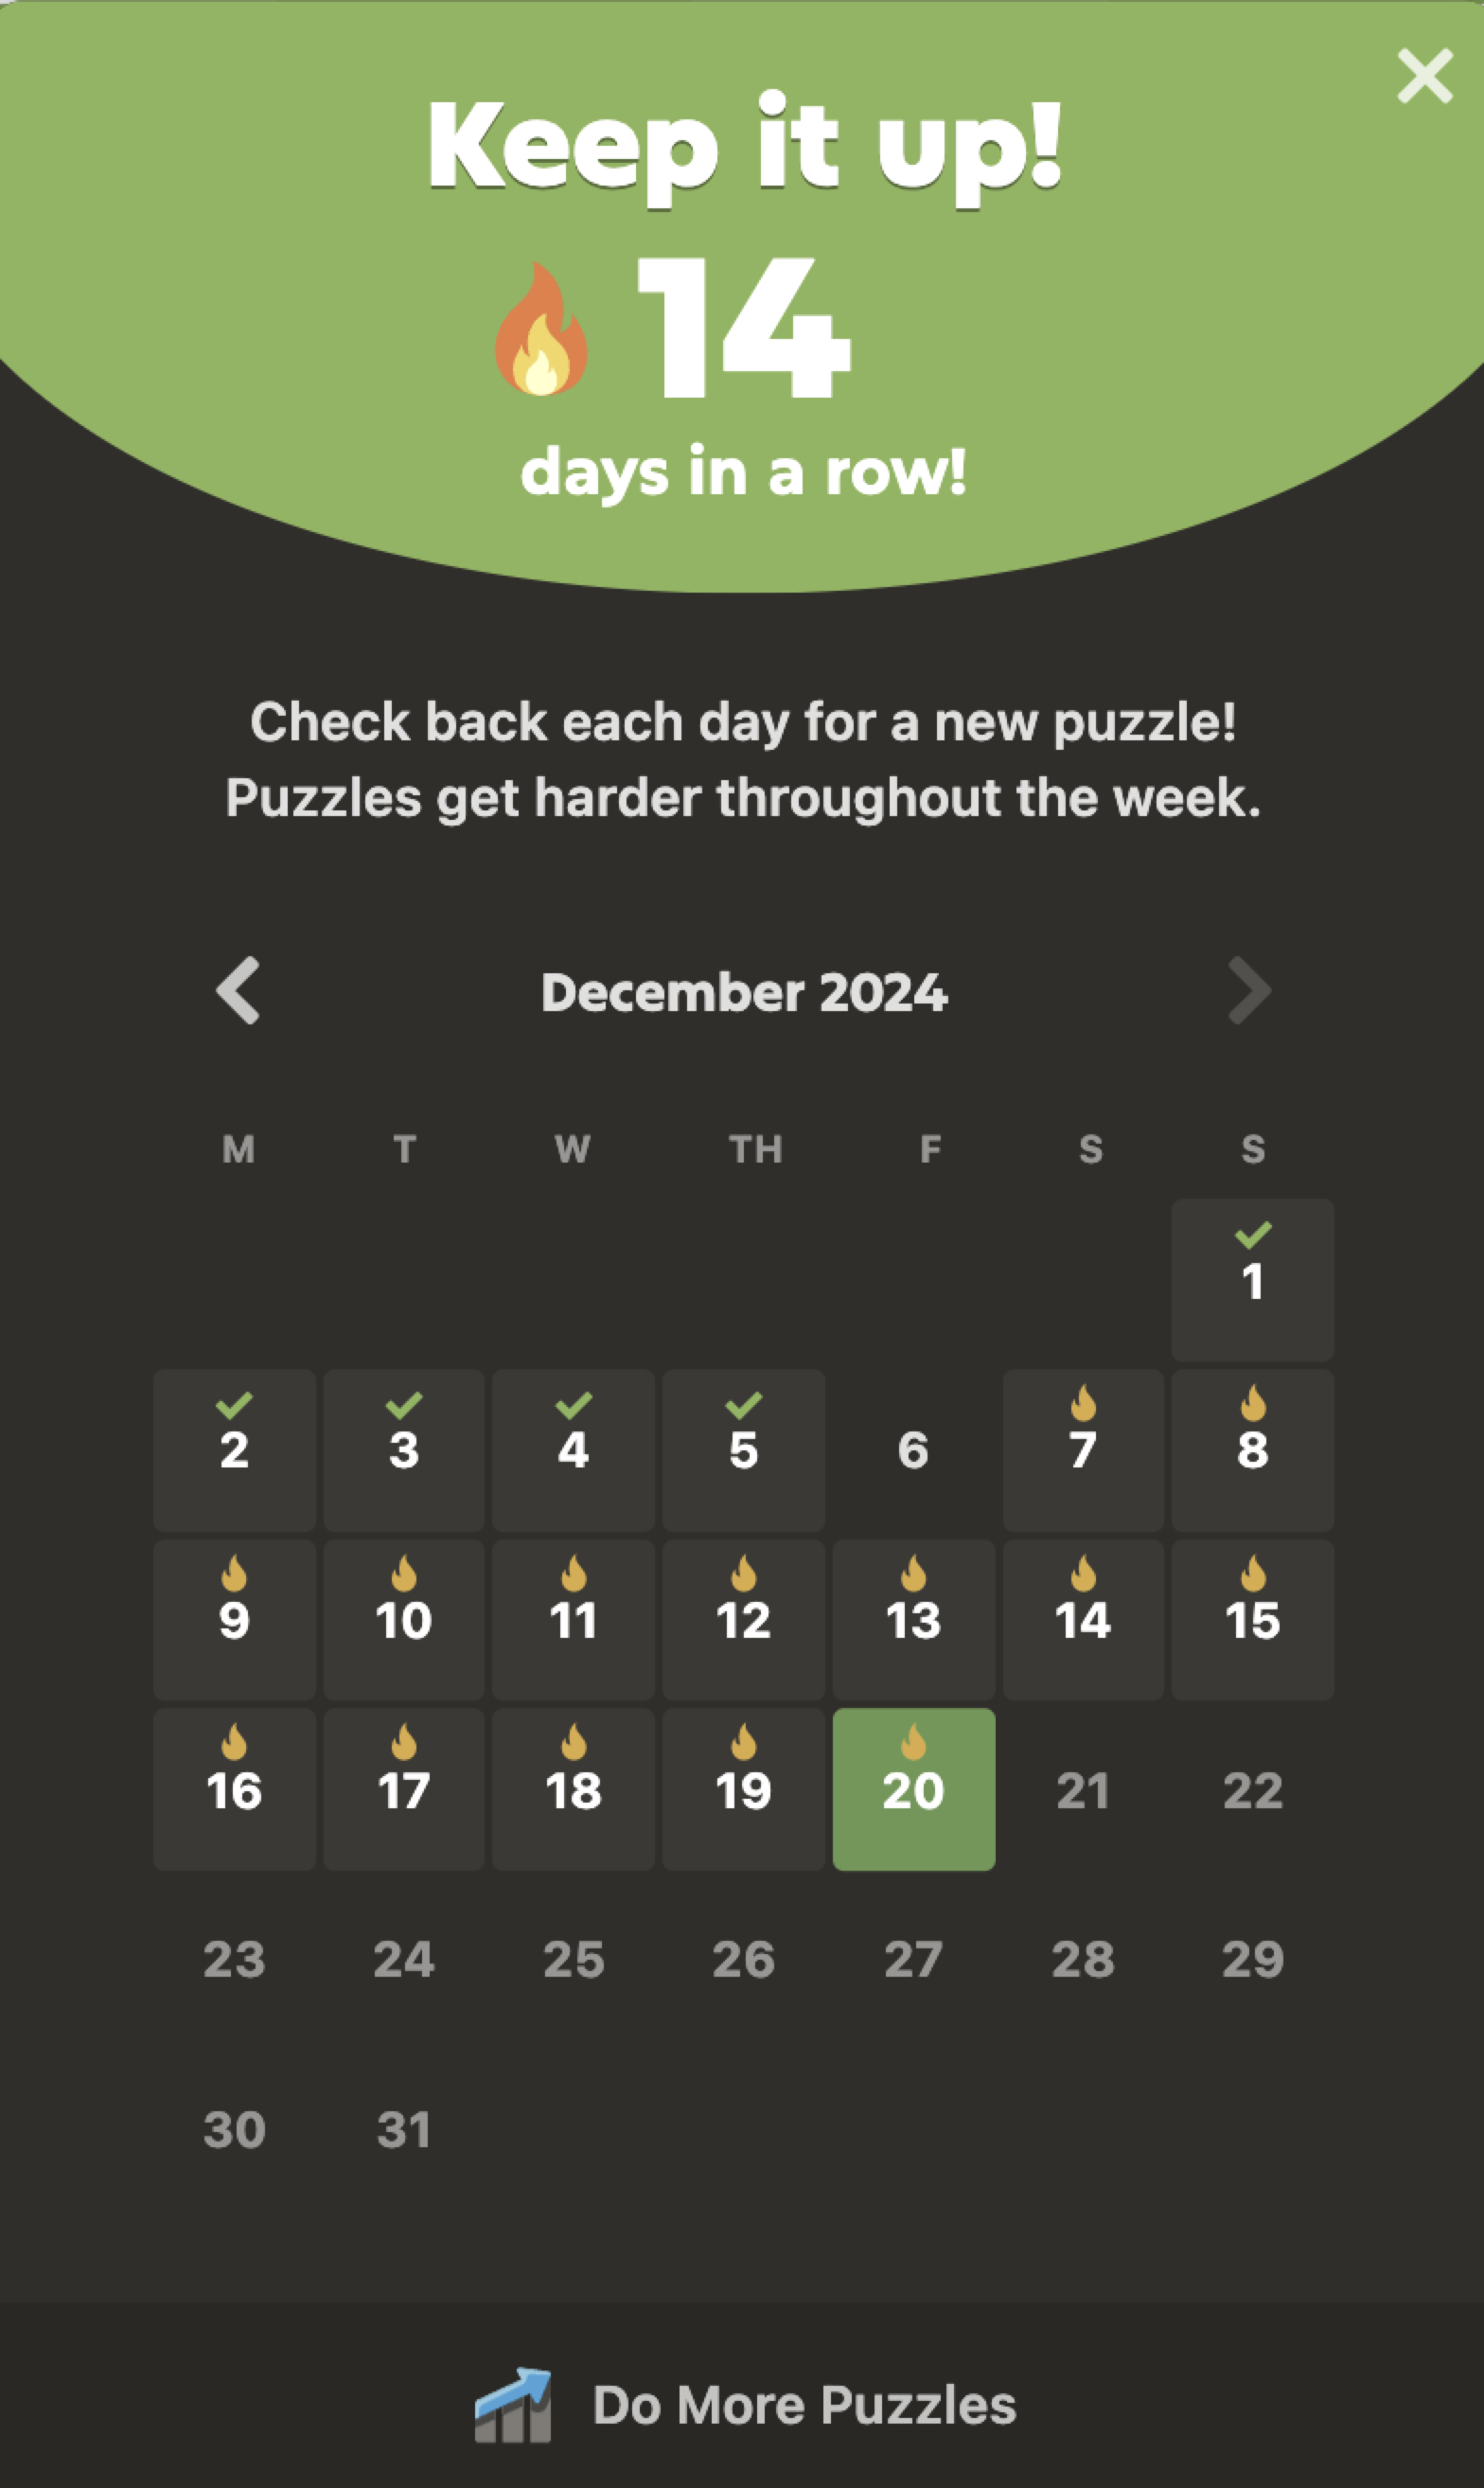 Keep it up!
14
days in a row!
Check back each day for a new puzzle!
Puzzles get harder throughout the week.
December 2024
M T W TH F S S
1
2 3 4 5 6 7 8
9 10 11 12 13 14 15
16 17 18 19 20 21 22
23 24 25 26 27 28 29
30 31
Do More Puzzles